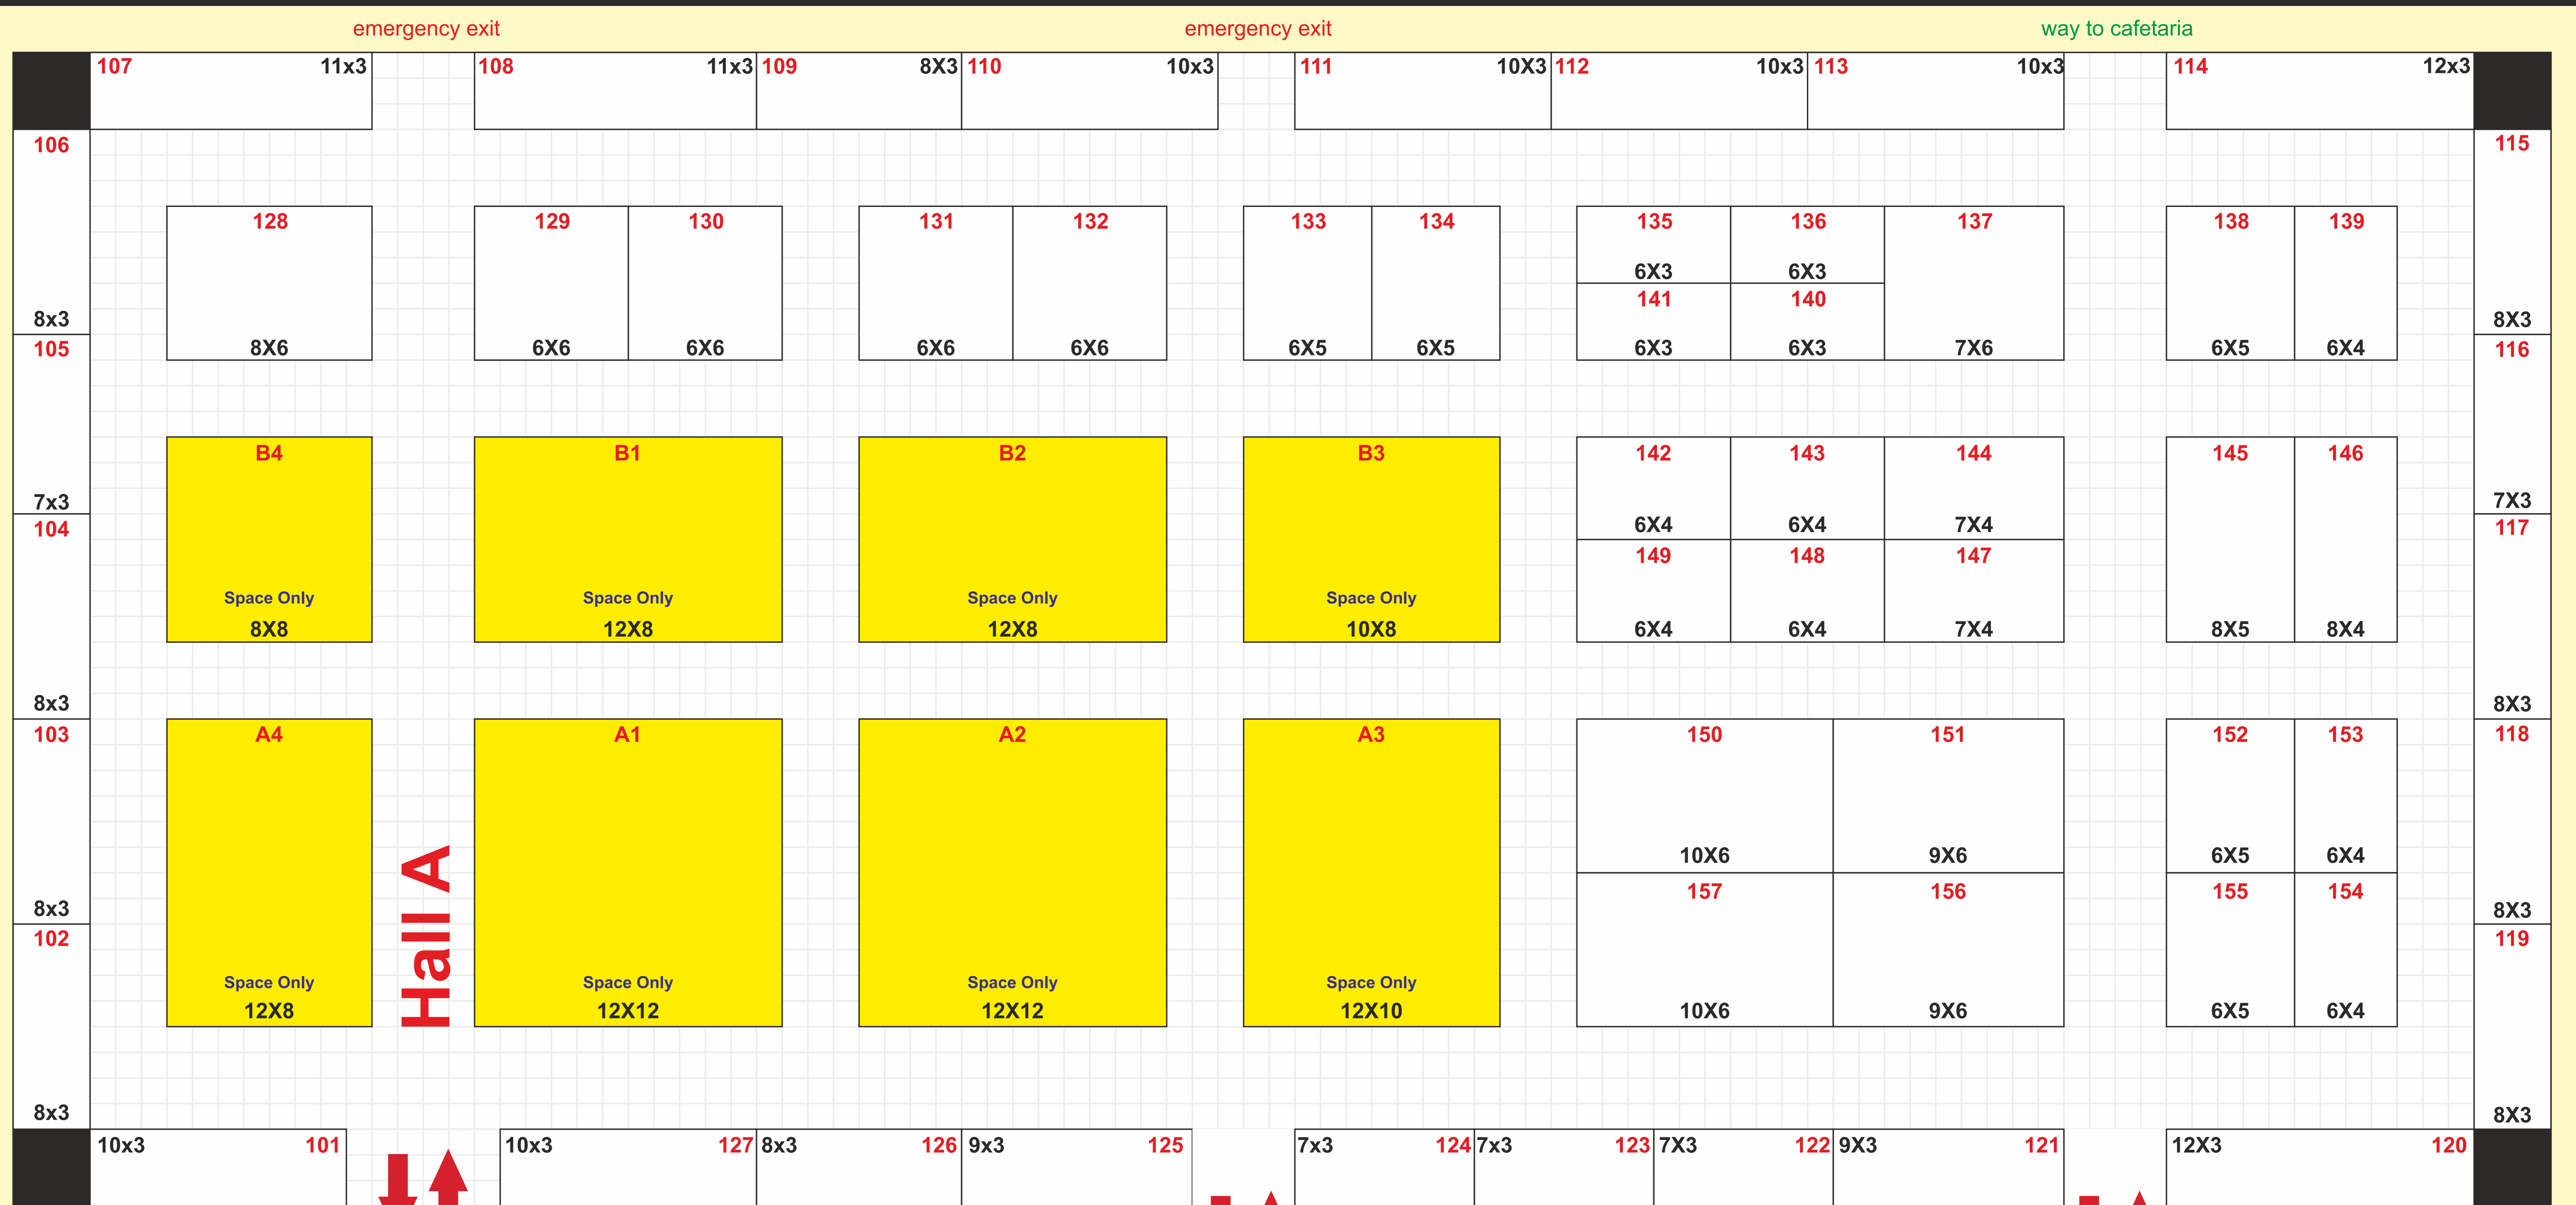 emergency exit
emergency exit
way to cafetaria
107 11x3
108 11x3
109 8X3
110 10x3
111 10X3
112 10x3
113 10x3
114 12x3
106
8x3
115
8X3
128
8X6
129
6X6
130
6X6
131
6X6
132
6X6
133
6X5
134
6X5
135
6X3
136
6X3
137
7X6
141
6X3
140
6X3
138
6X5
139
6X4
105
7x3
116
7X3
B4
Space Only
8X8
B1
Space Only
12X8
B2
Space Only
12X8
B3
Space Only
10X8
142
6X4
143
6X4
144
7X4
149
6X4
148
6X4
147
7X4
145
8X5
146
8X4
104
8x3
117
8X3
103
8x3
118
8X3
A4
Space Only
12X8
Hall A
A1
Space Only
12X12
A2
Space Only
12X12
A3
Space Only
12X10
150
10X6
151
9X6
157
10X6
156
9X6
152
6X5
153
6X4
155
6X5
154
6X4
102
8x3
119
8X3
10x3 101
10x3 127
8x3 126
9x3 125
7x3 124
7x3 123
7X3 122
9X3 121
12X3 120